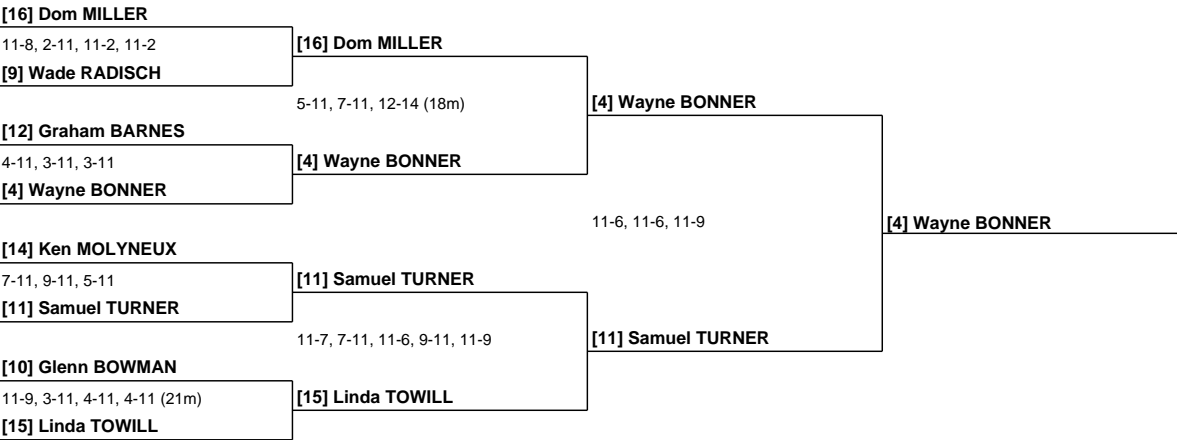 [16] Dom MILLER
11-8, 2-11, 11-2, 11-2
[9] Wade RADISCH
[12] Graham BARNES
4-11, 3-11, 3-11
[4] Wayne BONNER
[14] Ken MOLYNEUX
7-11, 9-11, 5-11
[11] Samuel TURNER
[10] Glenn BOWMAN
11-9, 3-11, 4-11, 4-11 (21m)
[15] Linda TOWILL
[16] Dom MILLER
5-11, 7-11, 12-14 (18m)
[4] Wayne BONNER
[11] Samuel TURNER
11-7, 7-11, 11-6, 9-11, 11-9
[15] Linda TOWILL
[4] Wayne BONNER
11-6, 11-6, 11-9
[11] Samuel TURNER
[4] Wayne BONNER